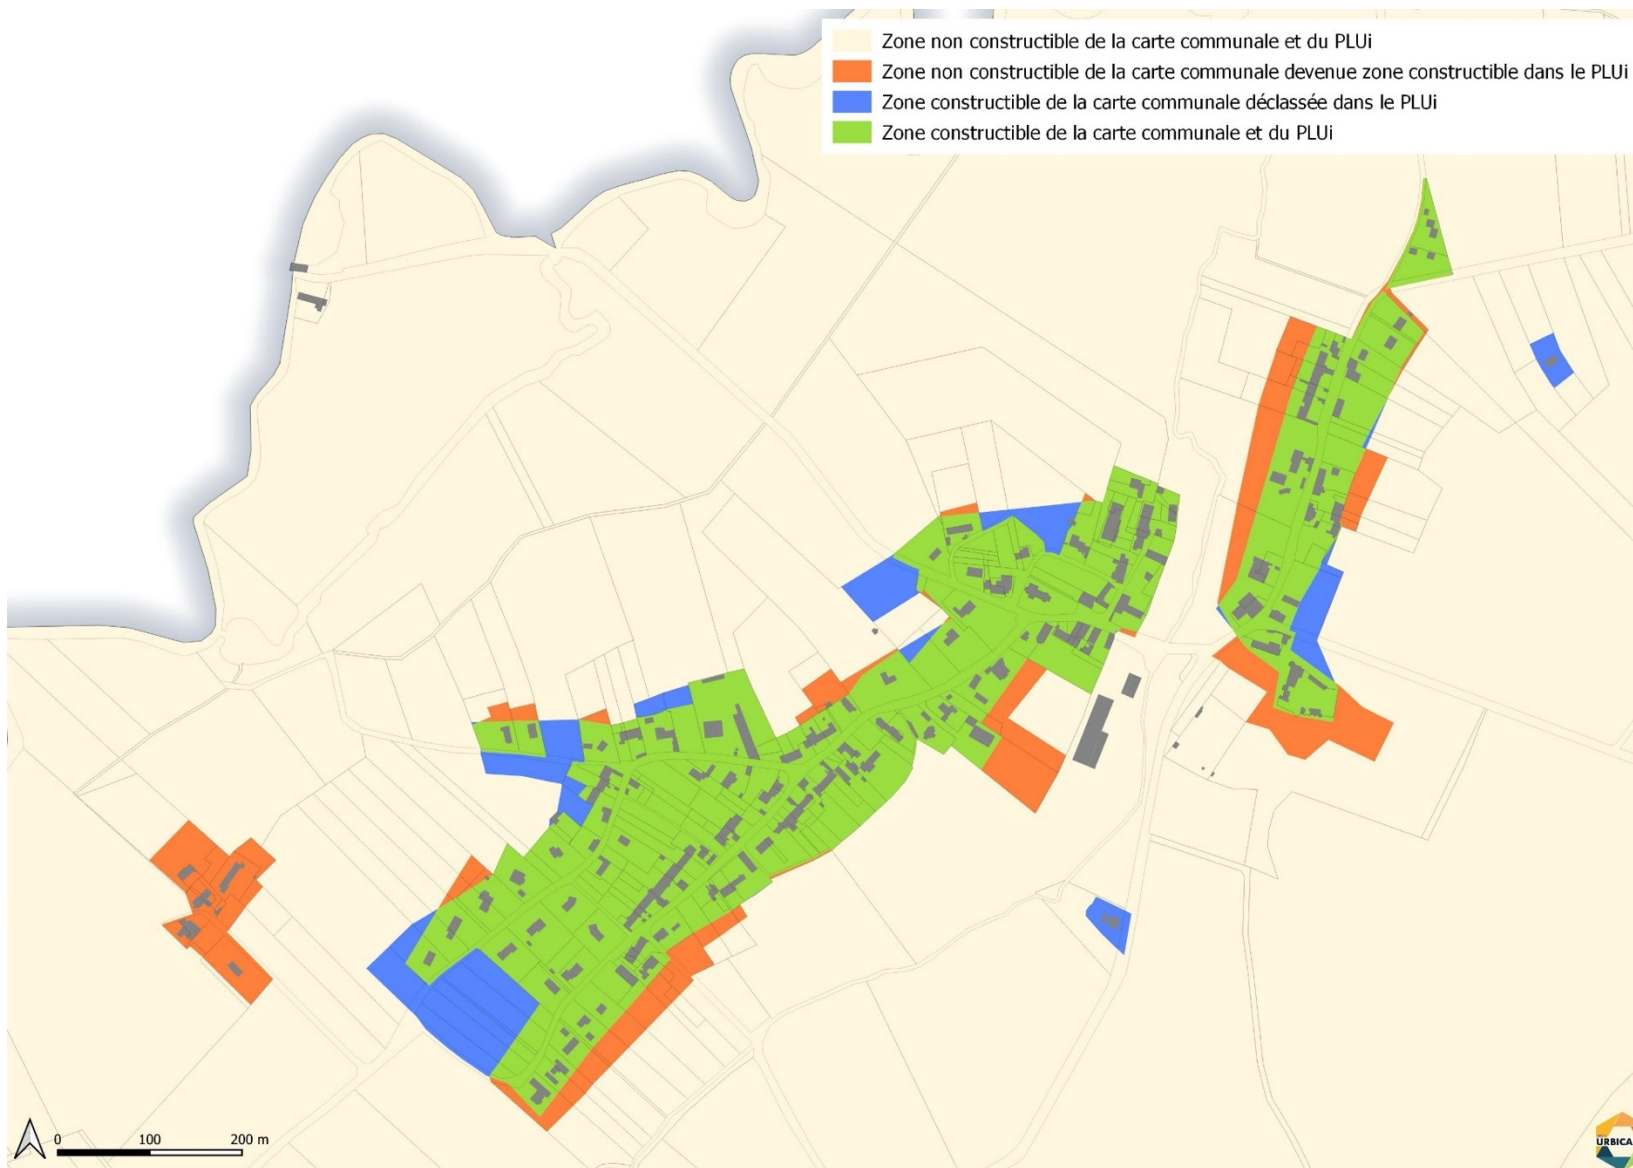 Zone non constructible de la carte communale et du PLUi
Zone non constructible de la carte communale devenue zone constructible dans le PLUi
Zone constructible de la carte communale déclassée dans le PLUi
Zone constructible de la carte communale et du PLUi
0 100 200 m
URBICA